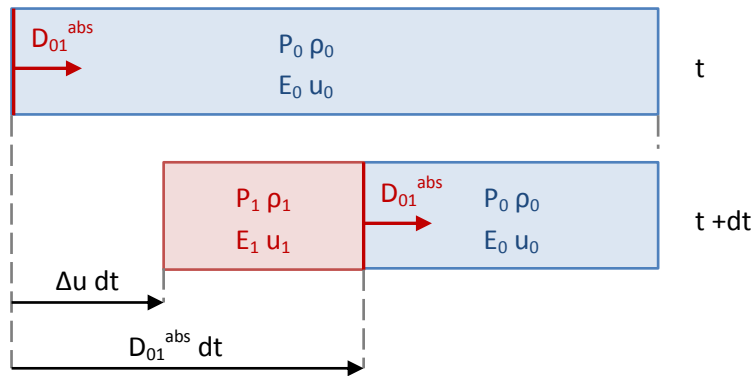 D₀₁ᵃᵇˢ
P₀ ρ₀
E₀ u₀
t
P₁ ρ₁
E₁ u₁
D₀₁ᵃᵇˢ
P₀ ρ₀
E₀ u₀
t +dt
Δu dt
D₀₁ᵃᵇˢ dt